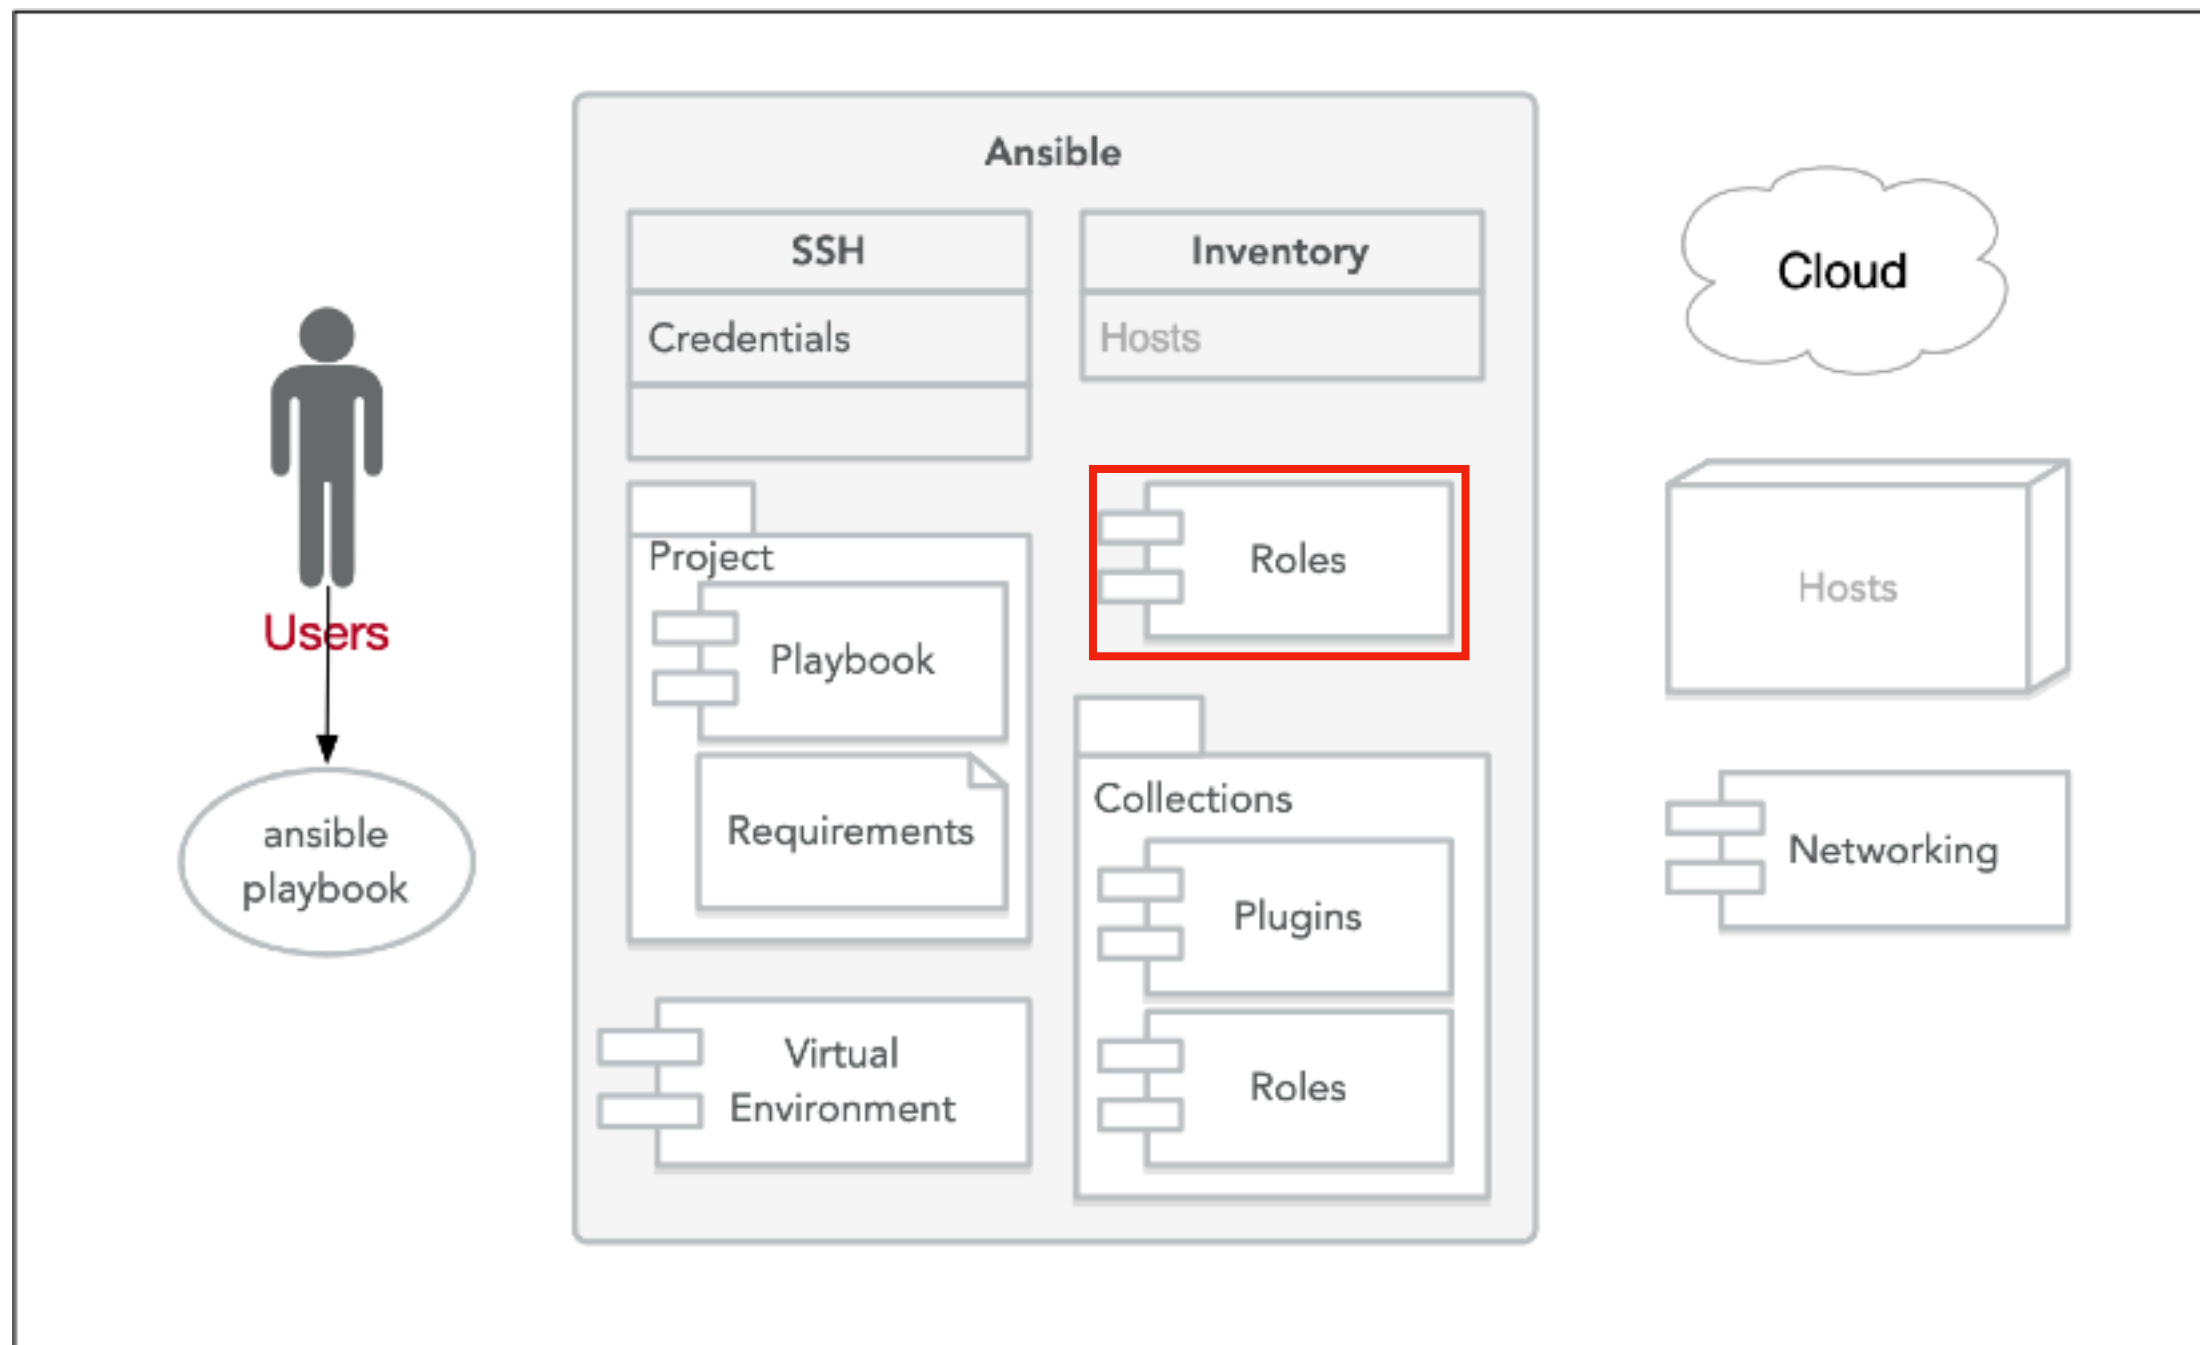 Ansible
SSH
Credentials
Inventory
Hosts
Cloud
Users
ansible
playbook
Project
Playbook
Requirements
Roles
Hosts
Collections
Plugins
Roles
Networking
Virtual
Environment